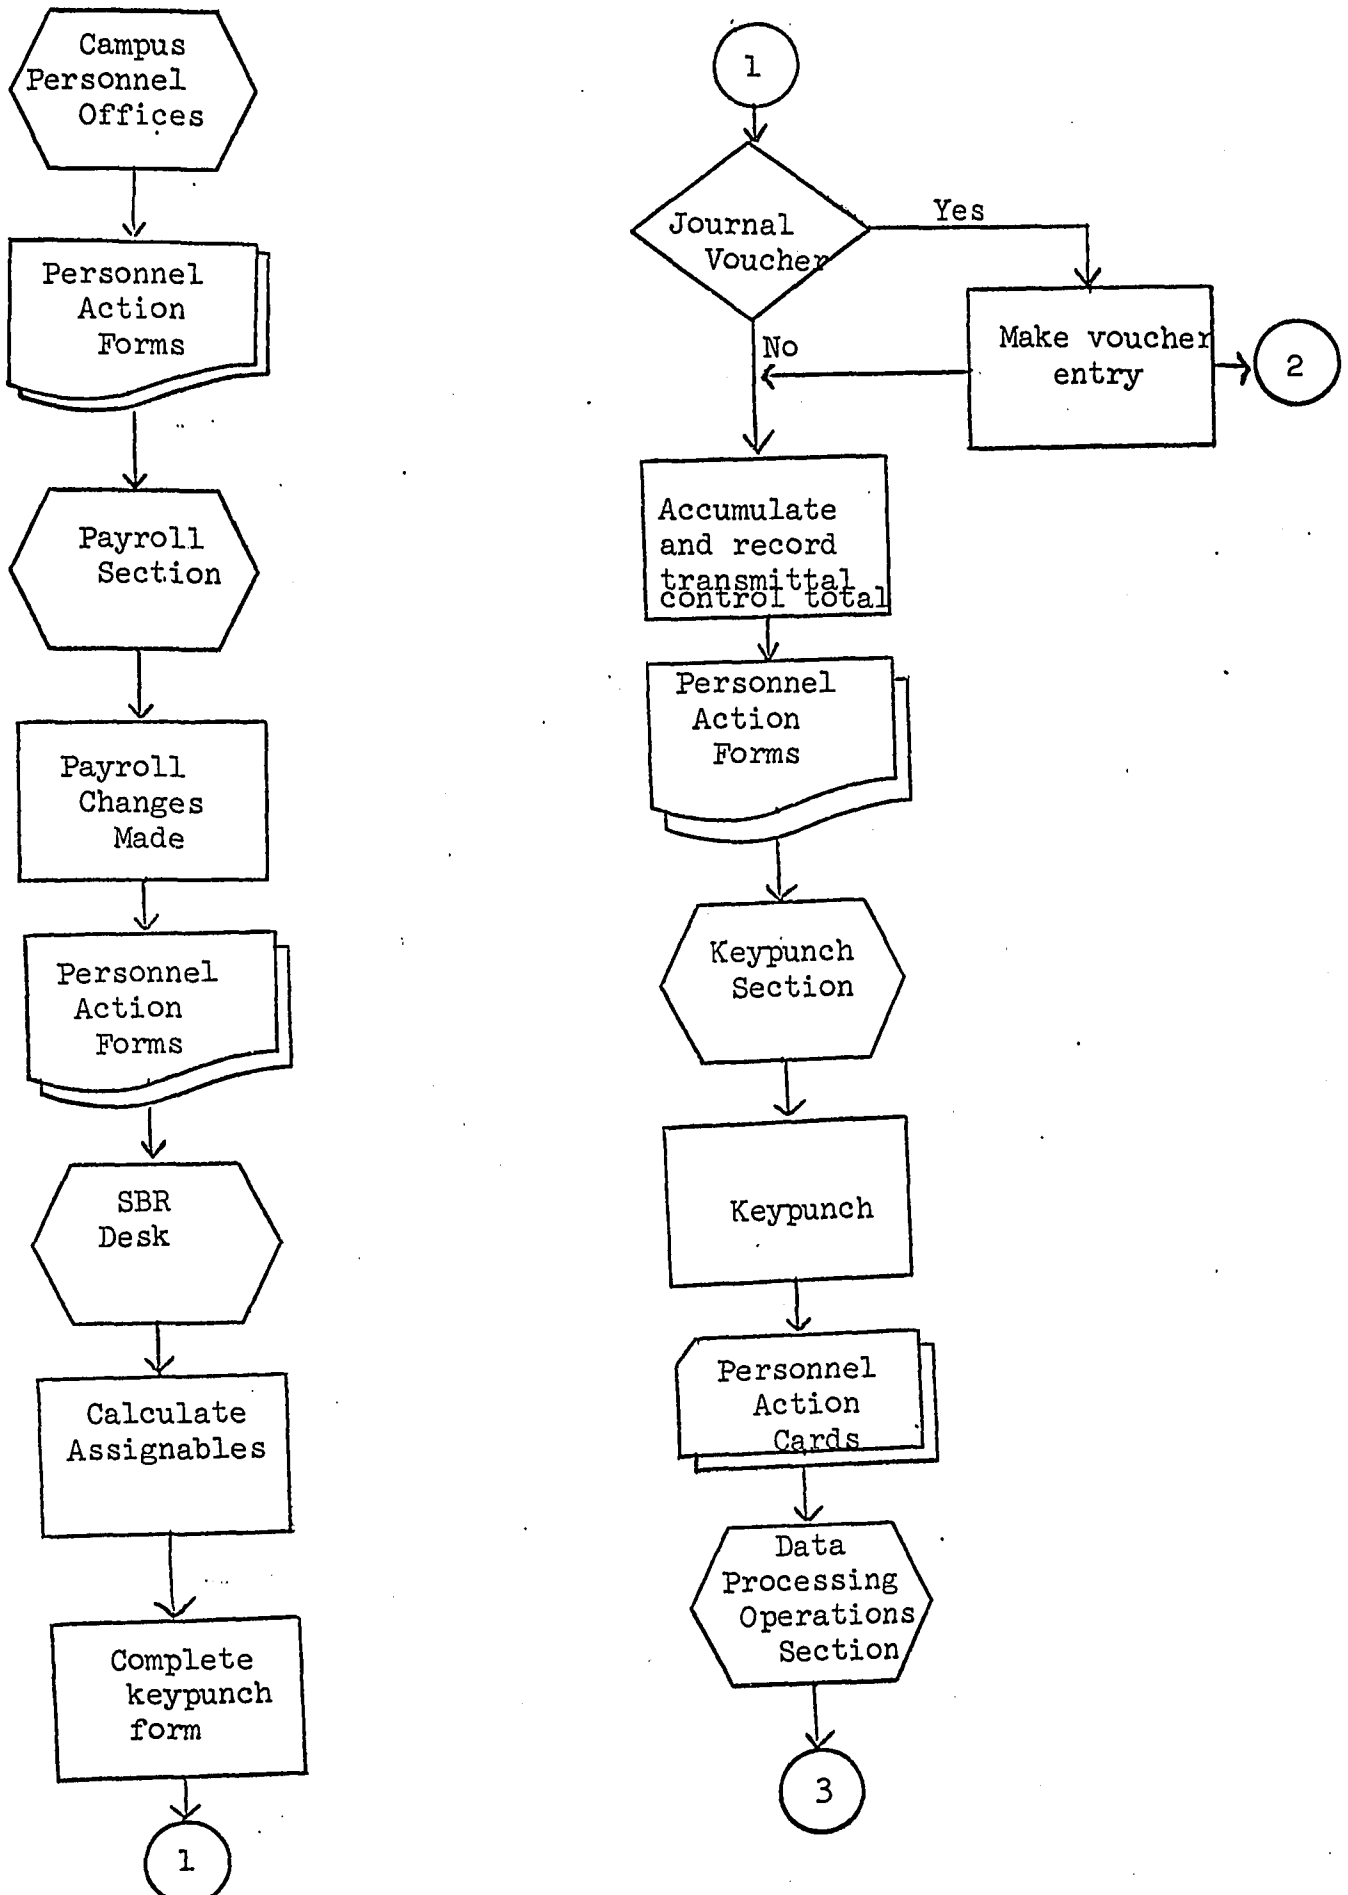 Campus
Personnel
Offices
Personnel
Action
Forms
Payroll
Section
Payroll
Changes
Made
Personnel
Action
Forms
SBR
Desk
Calculate
Assignables
Complete
keypunch
form
1
1
Journal
Voucher
Yes
No
Make voucher
entry
2
Accumulate
and record
transmittal
control total
Personnel
Action
Forms
Keypunch
Section
Keypunch
Personnel
Action
Cards
Data
Processing
Operations
Section
3